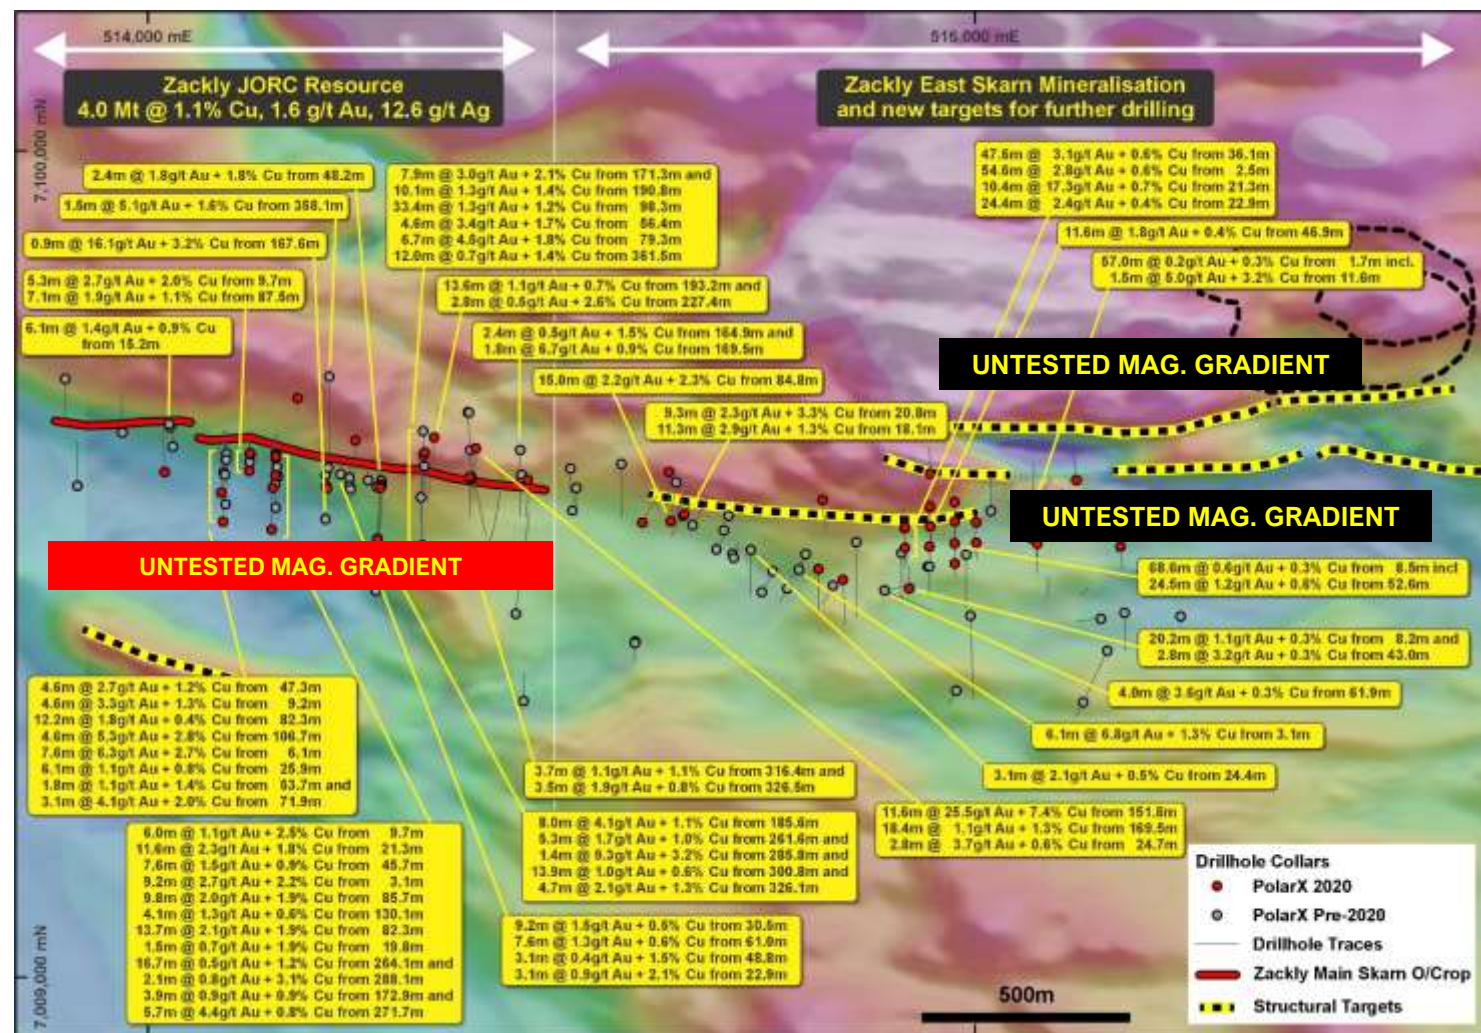 514,000 mE
515,000 mE
Zackly JORC Resource
4.0 Mt @ 1.1% Cu, 1.6 g/t Au, 12.6 g/t Ag
Zackly East Skarn Mineralisation
and new targets for further drilling
7,100,000 mN
2.4m @ 1.8g/t Au + 1.8% Cu from 48.2m
1.5m @ 5.1g/t Au + 1.6% Cu from 358.1m
0.9m @ 16.1g/t Au + 3.2% Cu from 167.6m
5.3m @ 2.7g/t Au + 2.0% Cu from 9.7m
7.1m @ 1.9g/t Au + 1.1% Cu from 87.5m
6.1m @ 1.4g/t Au + 0.9% Cu
from 15.2m
7.9m @ 3.0g/t Au + 2.1% Cu from 171.3m and
10.1m @ 1.3g/t Au + 1.4% Cu from 190.8m
33.4m @ 1.3g/t Au + 1.2% Cu from 98.3m
4.6m @ 3.4g/t Au + 1.7% Cu from 56.4m
6.7m @ 4.5g/t Au + 1.8% Cu from 79.3m
12.0m @ 0.7g/t Au + 1.4% Cu from 361.5m
13.6m @ 1.1g/t Au + 0.7% Cu from 193.2m and
2.8m @ 0.5g/t Au + 2.6% Cu from 227.4m
2.4m @ 0.5g/t Au + 1.5% Cu from 164.9m and
1.8m @ 6.7g/t Au + 0.9% Cu from 169.5m
15.0m @ 2.2g/t Au + 2.3% Cu from 84.8m
9.3m @ 2.3g/t Au + 3.3% Cu from 20.8m
11.3m @ 2.9g/t Au + 1.3% Cu from 18.1m
47.6m @ 3.1g/t Au + 0.6% Cu from 36.1m
54.6m @ 2.8g/t Au + 0.6% Cu from 2.5m
10.4m @ 17.3g/t Au + 0.7% Cu from 21.3m
24.4m @ 2.4g/t Au + 0.4% Cu from 22.9m
11.6m @ 1.8g/t Au + 0.4% Cu from 46.9m
57.0m @ 0.2g/t Au + 0.3% Cu from 1.7m incl.
1.5m @ 5.0g/t Au + 3.2% Cu from 11.6m
UNTESTED MAG. GRADIENT
UNTESTED MAG. GRADIENT
UNTESTED MAG. GRADIENT
68.6m @ 0.6g/t Au + 0.3% Cu from 8.5m incl
24.5m @ 1.2g/t Au + 0.6% Cu from 52.6m
20.2m @ 1.1g/t Au + 0.3% Cu from 8.2m and
2.8m @ 3.2g/t Au + 0.3% Cu from 43.0m
4.0m @ 3.6g/t Au + 0.3% Cu from 61.9m
6.1m @ 6.8g/t Au + 1.3% Cu from 3.1m
3.1m @ 2.1g/t Au + 0.5% Cu from 24.4m
11.6m @ 25.5g/t Au + 7.4% Cu from 151.8m
18.4m @ 1.1g/t Au + 1.3% Cu from 169.5m
2.8m @ 3.7g/t Au + 0.6% Cu from 24.7m
4.6m @ 2.7g/t Au + 1.2% Cu from 47.3m
4.6m @ 3.3g/t Au + 1.3% Cu from 9.2m
12.2m @ 1.8g/t Au + 0.4% Cu from 82.3m
4.6m @ 5.3g/t Au + 2.8% Cu from 106.7m
7.6m @ 6.3g/t Au + 2.7% Cu from 6.1m
6.1m @ 1.1g/t Au + 0.8% Cu from 25.9m
1.8m @ 1.1g/t Au + 1.4% Cu from 63.7m and
3.1m @ 4.1g/t Au + 2.0% Cu from 71.9m
3.7m @ 1.1g/t Au + 1.1% Cu from 316.4m and
3.5m @ 1.9g/t Au + 0.8% Cu from 326.5m
8.0m @ 4.1g/t Au + 1.1% Cu from 185.6m
5.3m @ 1.7g/t Au + 1.0% Cu from 261.6m and
1.4m @ 9.3g/t Au + 3.2% Cu from 285.8m and
13.9m @ 1.0g/t Au + 0.6% Cu from 300.8m and
4.7m @ 2.1g/t Au + 1.3% Cu from 326.1m
6.0m @ 1.1g/t Au + 2.5% Cu from 9.7m
11.6m @ 2.3g/t Au + 1.8% Cu from 21.3m
7.6m @ 1.5g/t Au + 0.9% Cu from 45.7m
9.2m @ 2.7g/t Au + 2.2% Cu from 3.1m
9.8m @ 2.0g/t Au + 1.9% Cu from 85.7m
4.1m @ 1.3g/t Au + 0.6% Cu from 130.1m
13.7m @ 2.1g/t Au + 1.9% Cu from 82.3m
1.5m @ 0.7g/t Au + 1.9% Cu from 19.8m
16.7m @ 0.5g/t Au + 1.2% Cu from 264.1m and
2.1m @ 0.8g/t Au + 3.1% Cu from 288.1m
3.9m @ 0.9g/t Au + 0.9% Cu from 172.9m and
5.7m @ 4.4g/t Au + 0.8% Cu from 271.7m
9.2m @ 1.5g/t Au + 0.5% Cu from 30.5m
7.6m @ 1.3g/t Au + 0.6% Cu from 61.0m
3.1m @ 0.4g/t Au + 1.5% Cu from 48.8m
3.1m @ 0.9g/t Au + 2.1% Cu from 22.9m
7,009,000 mN
500m
Drillhole Collars
PolarX 2020
PolarX Pre-2020
Drillhole Traces
Zackly Main Skarn O/Crop
Structural Targets